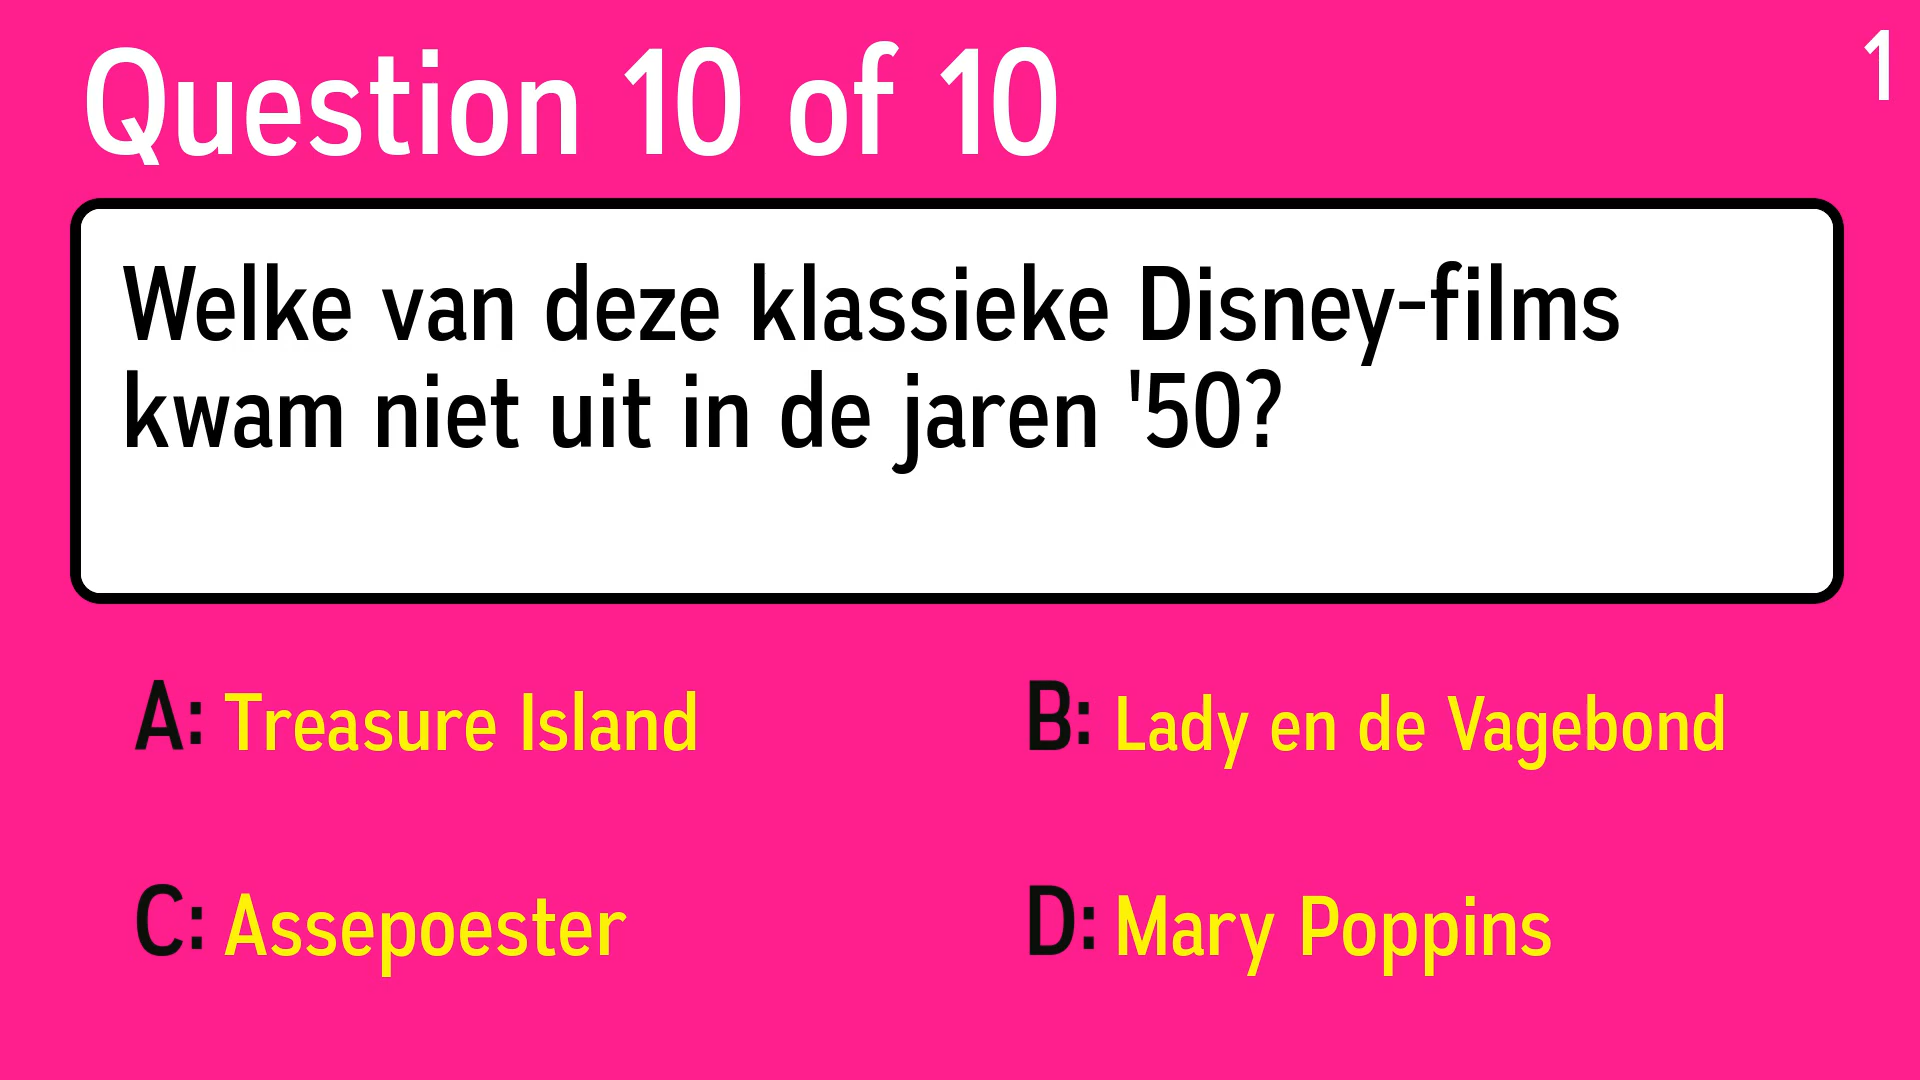 Question 10 of 10
1
Welke van deze klassieke Disney-films
kwam niet uit in de jaren '50?
A: Treasure Island
B: Lady en de Vagebond
C: Assepoester
D: Mary Poppins